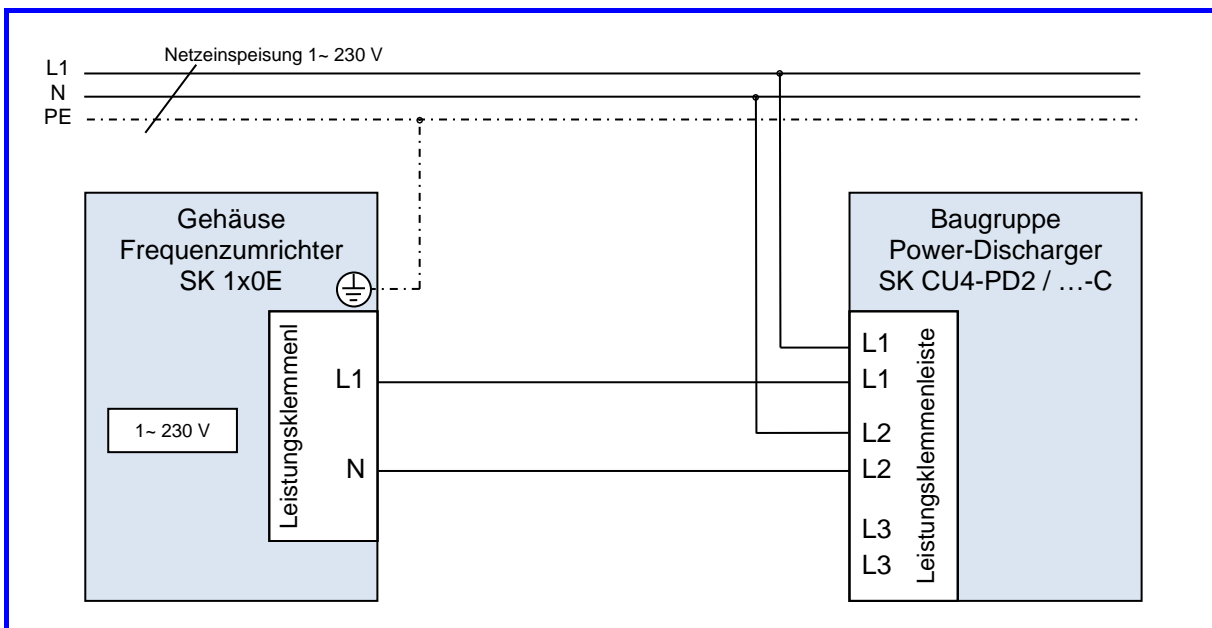 Netzeinspeisung 1~ 230 V
L1
N
PE
Gehäuse
Frequenzumrichter
SK 1x0E
Leistungsklemmenl
L1
N
1~ 230 V
Baugruppe
Power-Discharger
SK CU4-PD2 / …-C
L1
L1
L2
L2
L3
L3
Leistungsklemmenleiste